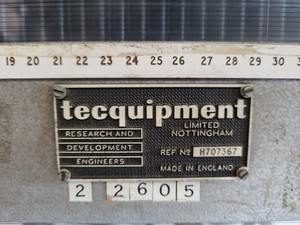 19 20 21 22 23 24 25 26 27 28 29 30
tecquipment
LIMITED
NOTTINGHAM
RESEARCH AND
DEVELOPMENT
ENGINEERS
REF Nº H707367
MADE IN ENGLAND
2 2605